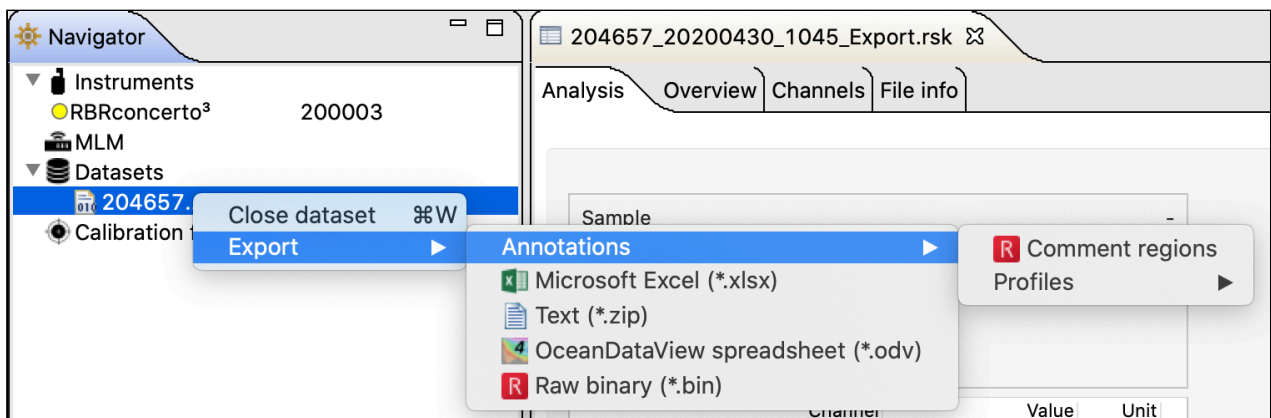 Navigator
204657_20200430_1045_Export.rsk
Instruments
RBRconcerto³ 200003
MLM
Datasets
204657.
Calibration
Close dataset ⌘W
Export
Annotations
Microsoft Excel (*.xlsx)
Text (*.zip)
OceanDataView spreadsheet (*.odv)
Raw binary (*.bin)
Comment regions
Profiles
Analysis Overview Channels File info
Sample -
Channel Value Unit